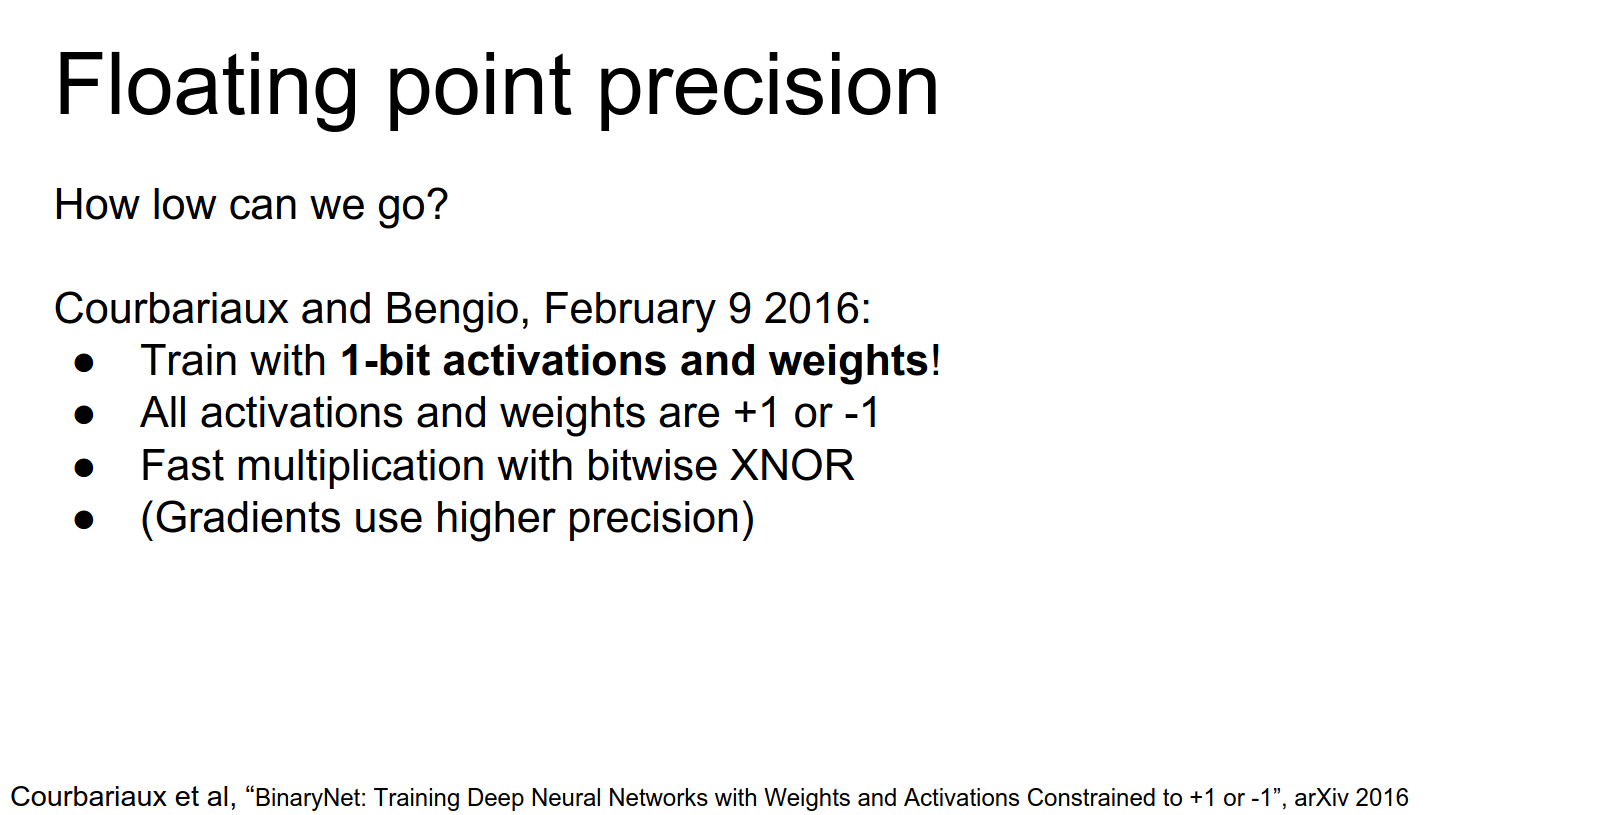 Floating point precision
How low can we go?
Courbariaux and Bengio, February 9 2016:
● Train with 1-bit activations and weights!
● All activations and weights are +1 or -1
● Fast multiplication with bitwise XNOR
● (Gradients use higher precision)
Courbariaux et al, “BinaryNet: Training Deep Neural Networks with Weights and Activations Constrained to +1 or -1”, arXiv 2016